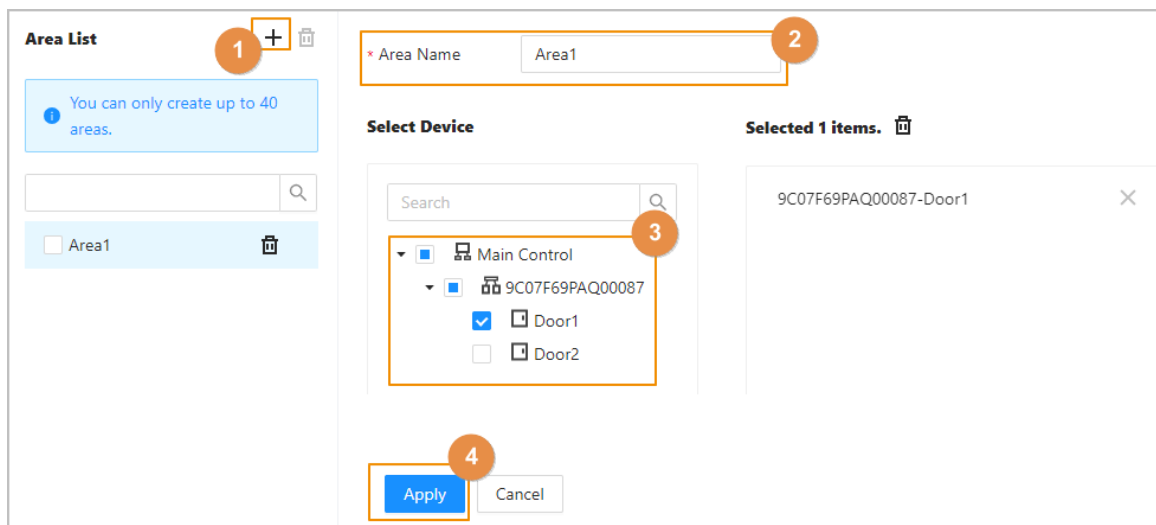 Area List
1
You can only create up to 40
areas.
Area1
* Area Name
Area1
2
Select Device
Search
3
Main Control
9C07F69PAQ00087
Door1
Door2
Selected 1 items.
9C07F69PAQ00087-Door1
4
Apply
Cancel